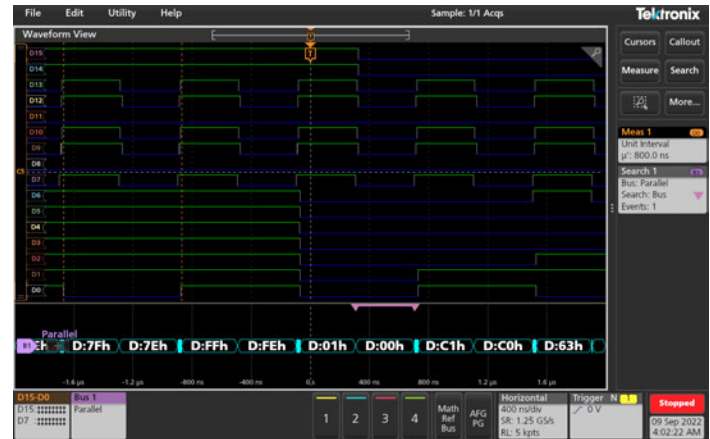 File Edit Utility Help Sample: 1/1 Acqs Tektronix
Waveform View
Cursors Callout
Measure Search
More...
Meas 1
Unit Interval
µ': 800.0 ns
Search 1 B1
Bus: Parallel
Search: Bus
Events: 1
T
D15
D14
D13
D12
D11
D10
D9
D8
D7
D6
D5
D4
D3
D2
D1
D0
Parallel
B1 Eh D:7Fh D:7Eh D:FFh D:FEh D:01h D:00h D:C1h D:C0h D:63h
-1.6 µs -1.2 µs -800 ns -400 ns 0 s 400 ns 800 ns 1.2 µs 1.6 µs
D15-D0
D15:
D7 :
Bus 1
Parallel
1 2 3 4
Math
Ref
Bus
AFG
PG
Horizontal
400 ns/div
SR: 1.25 GS/s
RL: 5 kpts
Trigger N 1
0 V
Stopped
09 Sep 2022
4:02:22 AM